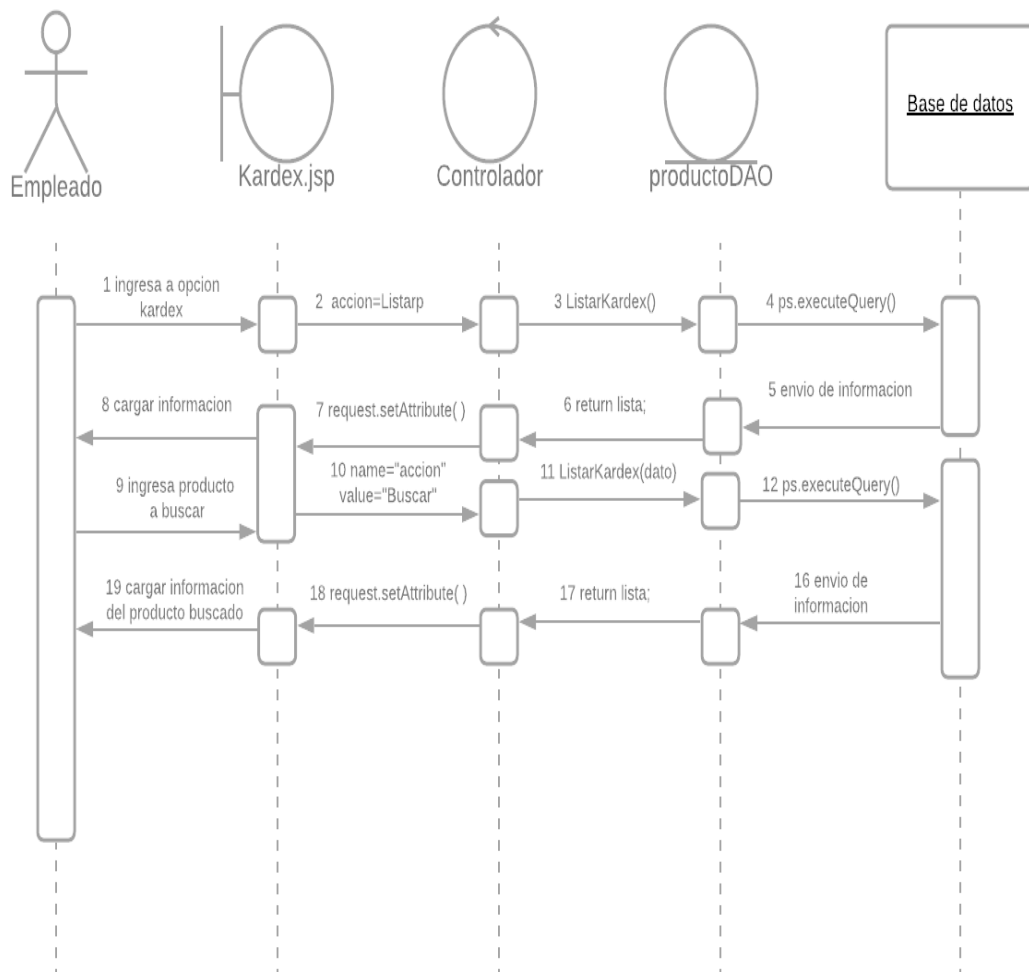 Base de datos
Empleado
Kardex.jsp
Controlador
productoDAO
1 ingresa a opcion
kardex
2 accion=Listarp
3 ListarKardex()
4 ps.executeQuery()
5 envio de informacion
6 return lista;
7 request.setAttribute( )
8 cargar informacion
9 ingresa producto
a buscar
10 name="accion"
value="Buscar"
11 ListarKardex(dato)
12 ps.executeQuery()
16 envio de
informacion
17 return lista;
18 request.setAttribute( )
19 cargar informacion
del producto buscado